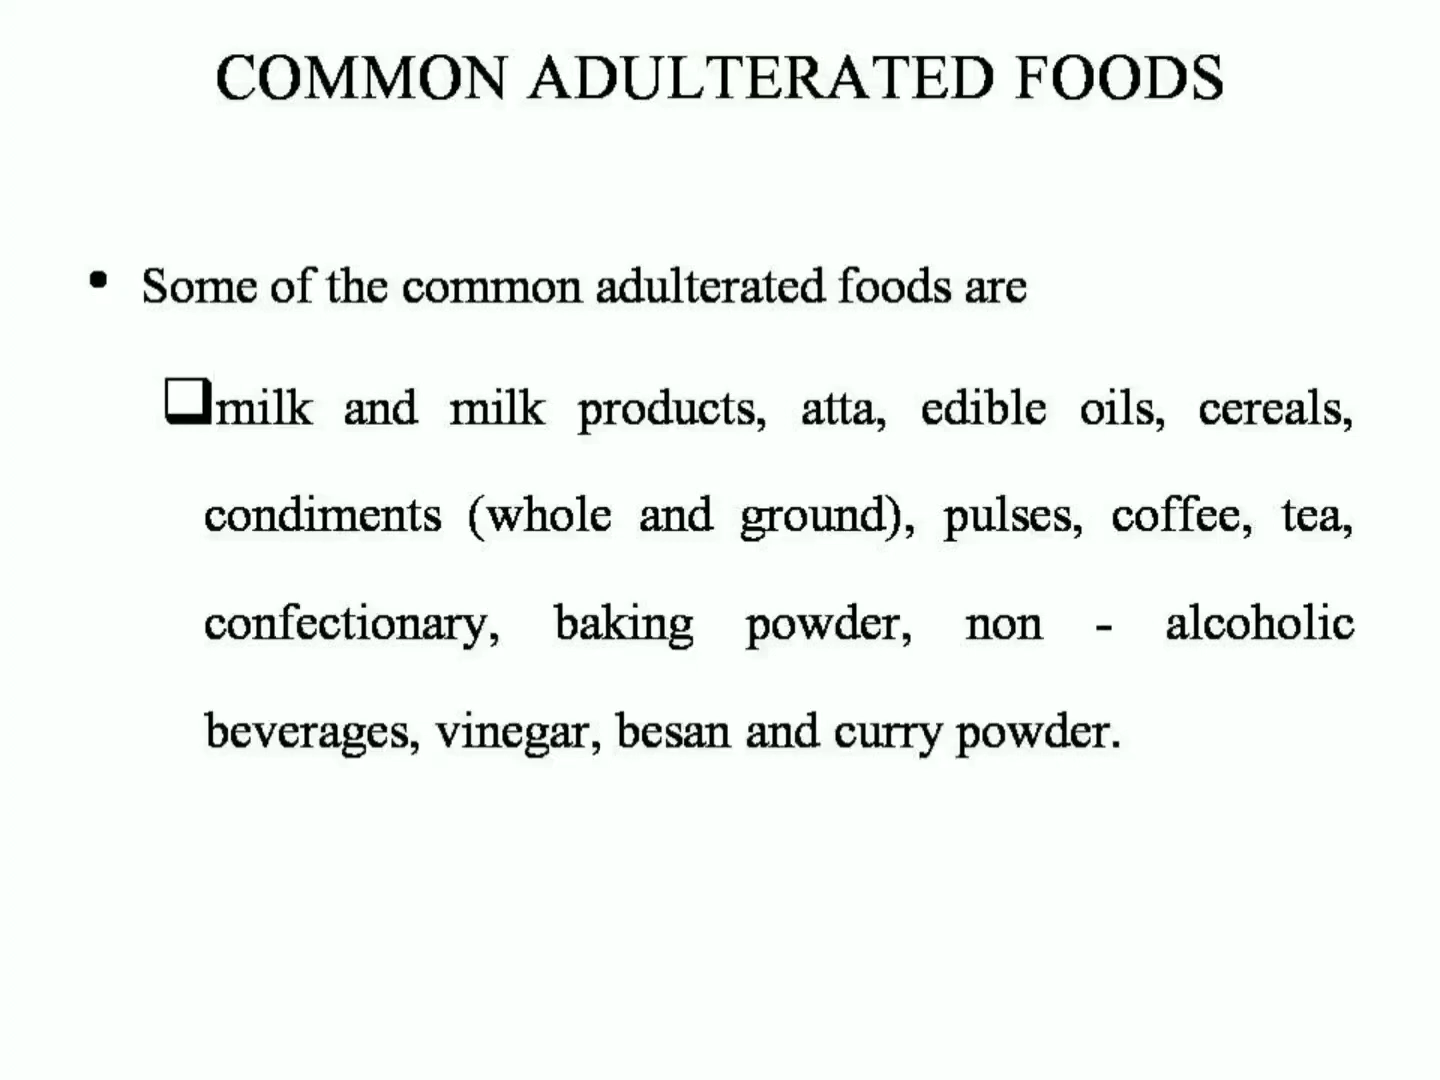 COMMON ADULTERATED FOODS
• Some of the common adulterated foods are
❑milk and milk products, atta, edible oils, cereals,
condiments (whole and ground), pulses, coffee, tea,
confectionary, baking powder, non - alcoholic
beverages, vinegar, besan and curry powder.